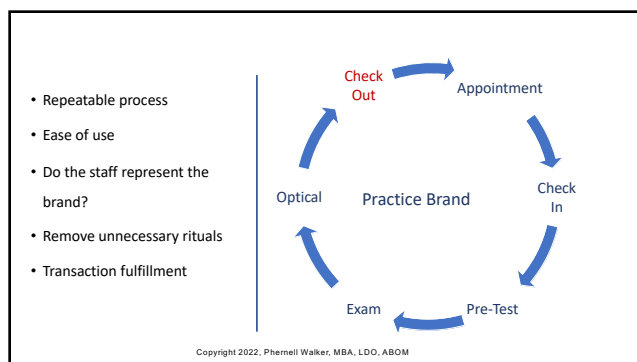 • Repeatable process
• Ease of use
• Do the staff represent the
brand?
• Remove unnecessary rituals
• Transaction fulfillment
Check
Out
Appointment
Check
In
Pre-Test
Exam
Optical
Practice Brand
Copyright 2022, Phernell Walker, MBA, LDO, ABOM